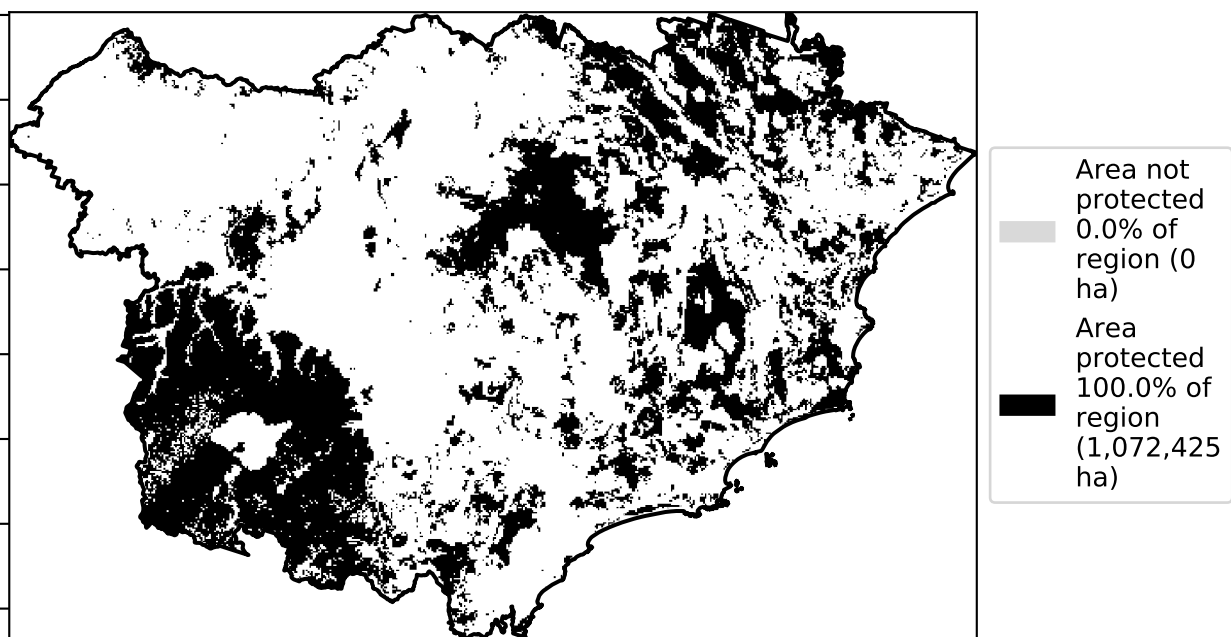 Area not
protected
0.0% of
region (0
ha)
Area
protected
100.0% of
region
(1,072,425
ha)